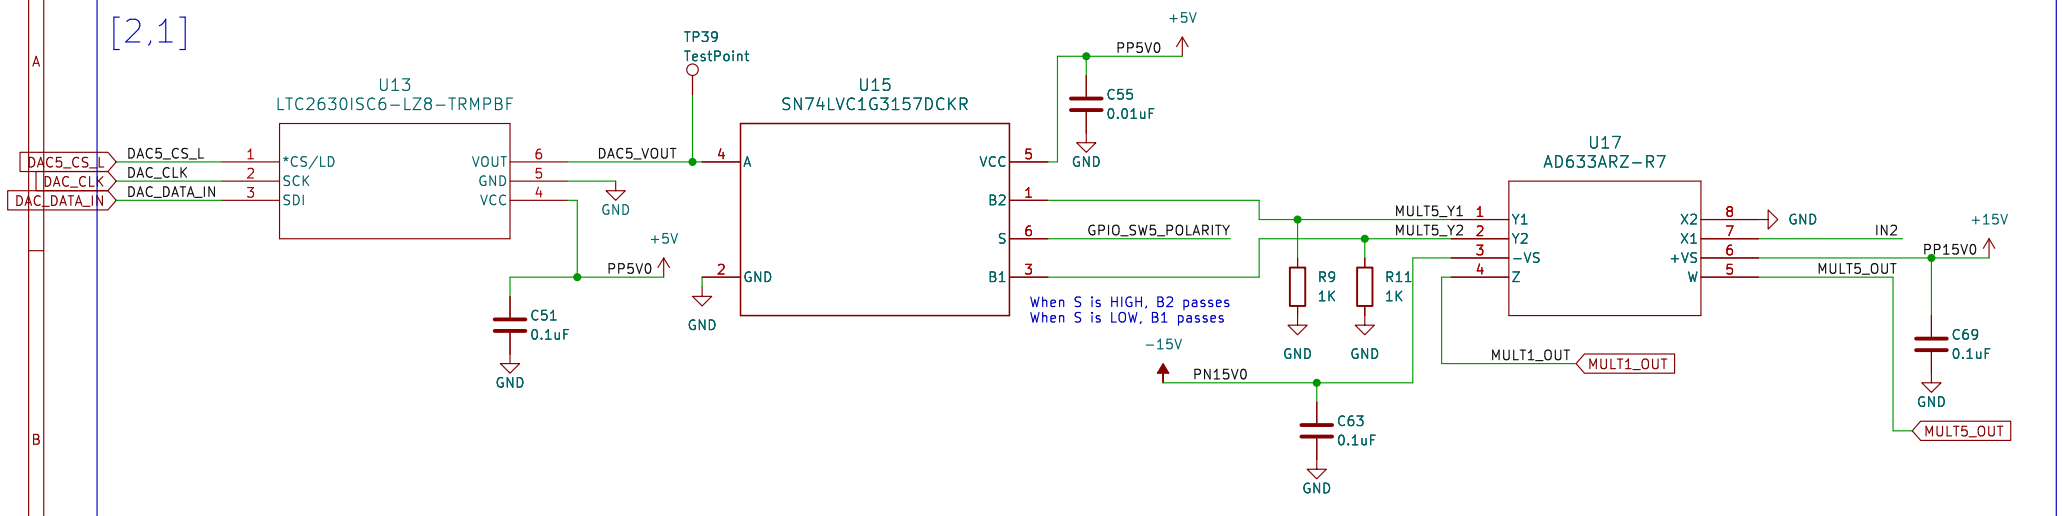 [2,1]
A
B
DAC5_CS_L
DAC_CLK
DAC_DATA_IN
DAC5_CS_L
DAC_CLK
DAC_DATA_IN
U13
LTC2630ISC6-LZ8-TRMPBF
1 *CS/LD
2 SCK
3 SDI
VOUT 6
GND 5
VCC 4
DAC5_VOUT
GND
+5V
PP5V0
C51
0.1uF
GND
TP39
TestPoint
U15
SN74LVC1G3157DCKR
4 A
2 GND
VCC 5
B2 1
S 6
B1 3
GND
+5V
PP5V0
C55
0.01uF
GND
GPIO_SW5_POLARITY
When S is HIGH, B2 passes
When S is LOW, B1 passes
MULT5_Y1
MULT5_Y2
R9
1K
GND
R11
1K
GND
-15V
PN15V0
C63
0.1uF
GND
U17
AD633ARZ-R7
1 Y1
2 Y2
3 -VS
4 Z
X2 8
X1 7
+VS 6
W 5
MULT1_OUT
MULT1_OUT
GND
IN2
+15V
PP15V0
MULT5_OUT
C69
0.1uF
GND
MULT5_OUT